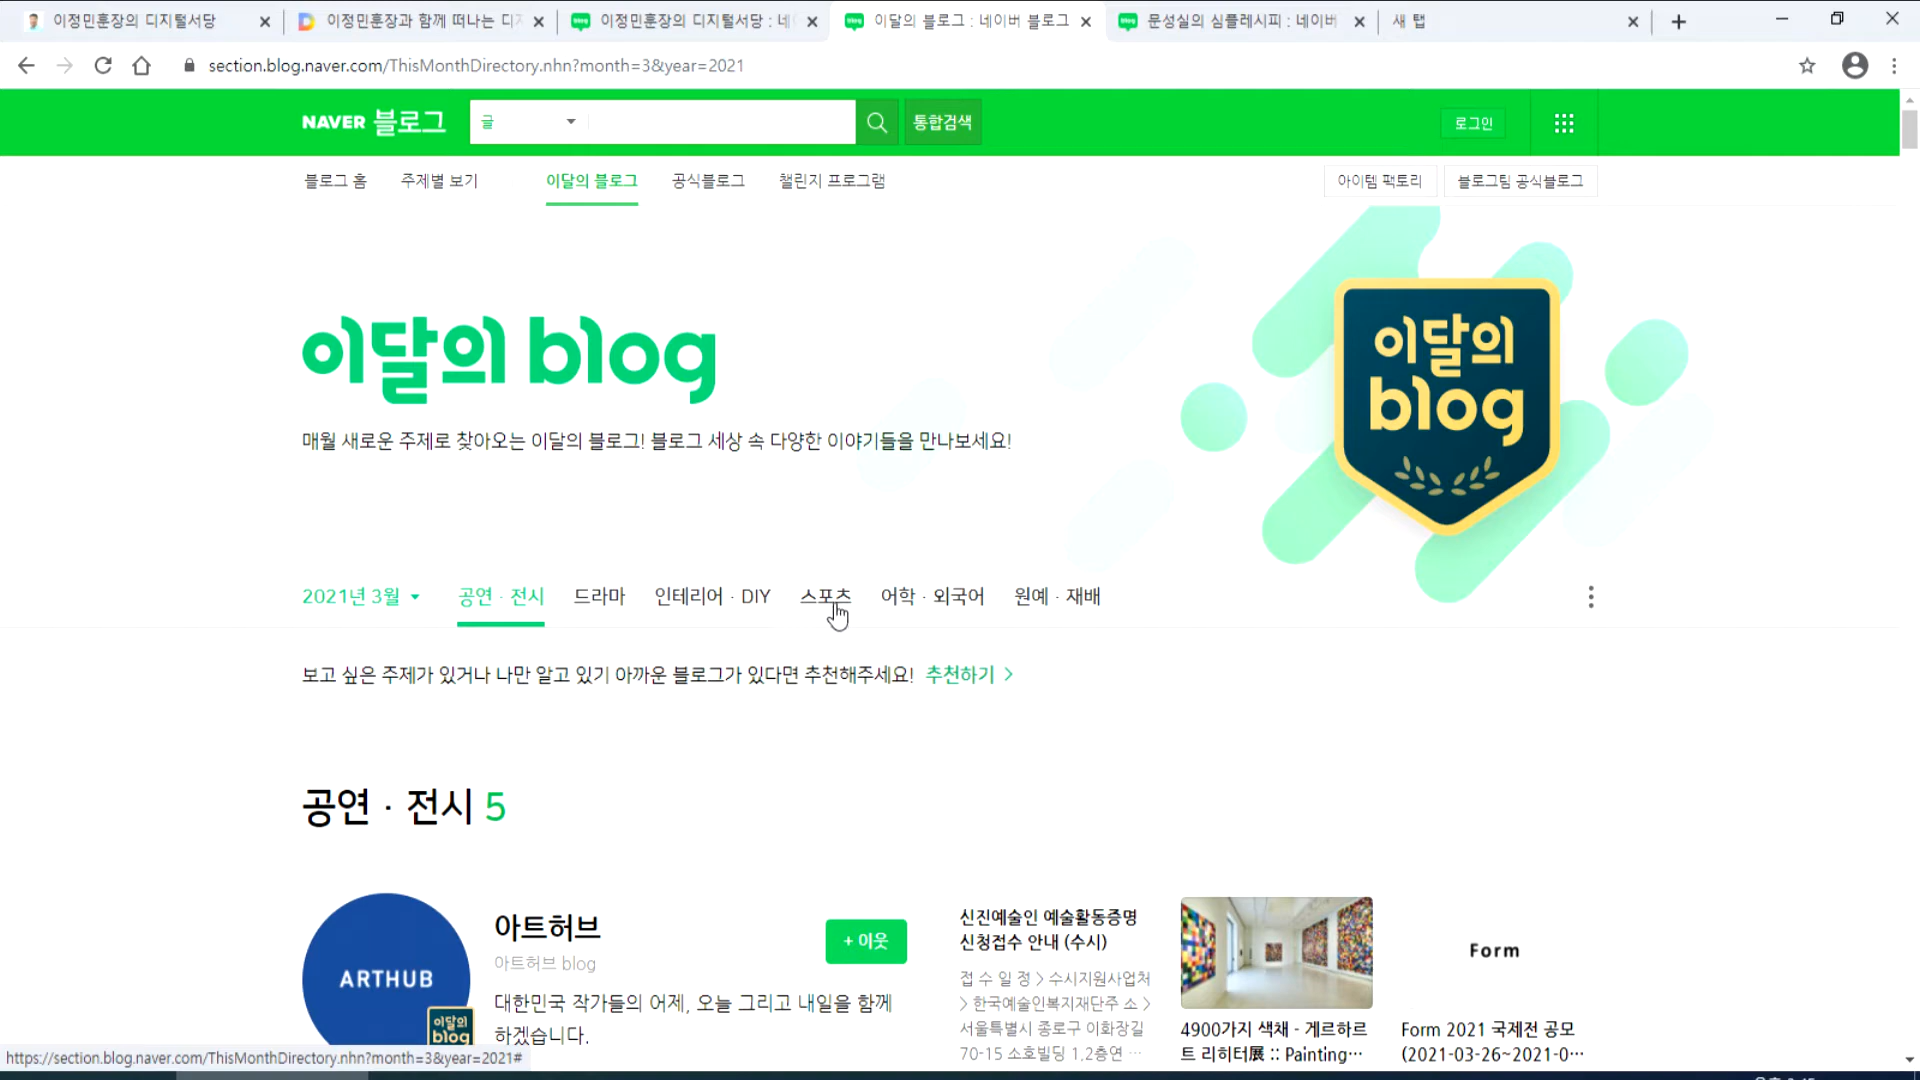 이정민훈장의 디지털서당
이정민훈장과 함께 떠나는 디지
이정민훈장의 디지털서당 : 네이
이달의 블로그 : 네이버 블로그
문성실의 심플레시피 : 네이버
새 탭
section.blog.naver.com/ThisMonthDirectory.nhn?month=3&year=2021
NAVER 블로그
글
통합검색
로그인
블로그 홈
주제별 보기
이달의 블로그
공식블로그
챌린지 프로그램
아이템 팩토리
블로그팀 공식블로그
이달의 blog
이달의
blog
매월 새로운 주제로 찾아오는 이달의 블로그! 블로그 세상 속 다양한 이야기들을 만나보세요!
2021년 3월
공연 · 전시
드라마
인테리어 · DIY
스포츠
어학 · 외국어
원예 · 재배
보고 싶은 주제가 있거나 나만 알고 있기 아까운 블로그가 있다면 추천해주세요! 추천하기 >
공연 · 전시 5
ARTHUB
이달의
blog
아트허브
아트허브 blog
+ 이웃
대한민국 작가들의 어제, 오늘 그리고 내일을 함께
하겠습니다.
신진예술인 예술활동증명
신청접수 안내 (수시)
접 수 일 정 > 수시지원사업처
> 한국예술인복지재단주 소 >
서울특별시 종로구 이화장길
70-15 소호빌딩 1,2층연 ···
4900가지 색채 - 게르하르
트 리히터展 :: Painting···
Form
Form 2021 국제전 공모
(2021-03-26~2021-0···
https://section.blog.naver.com/ThisMonthDirectory.nhn?month=3&year=2021#